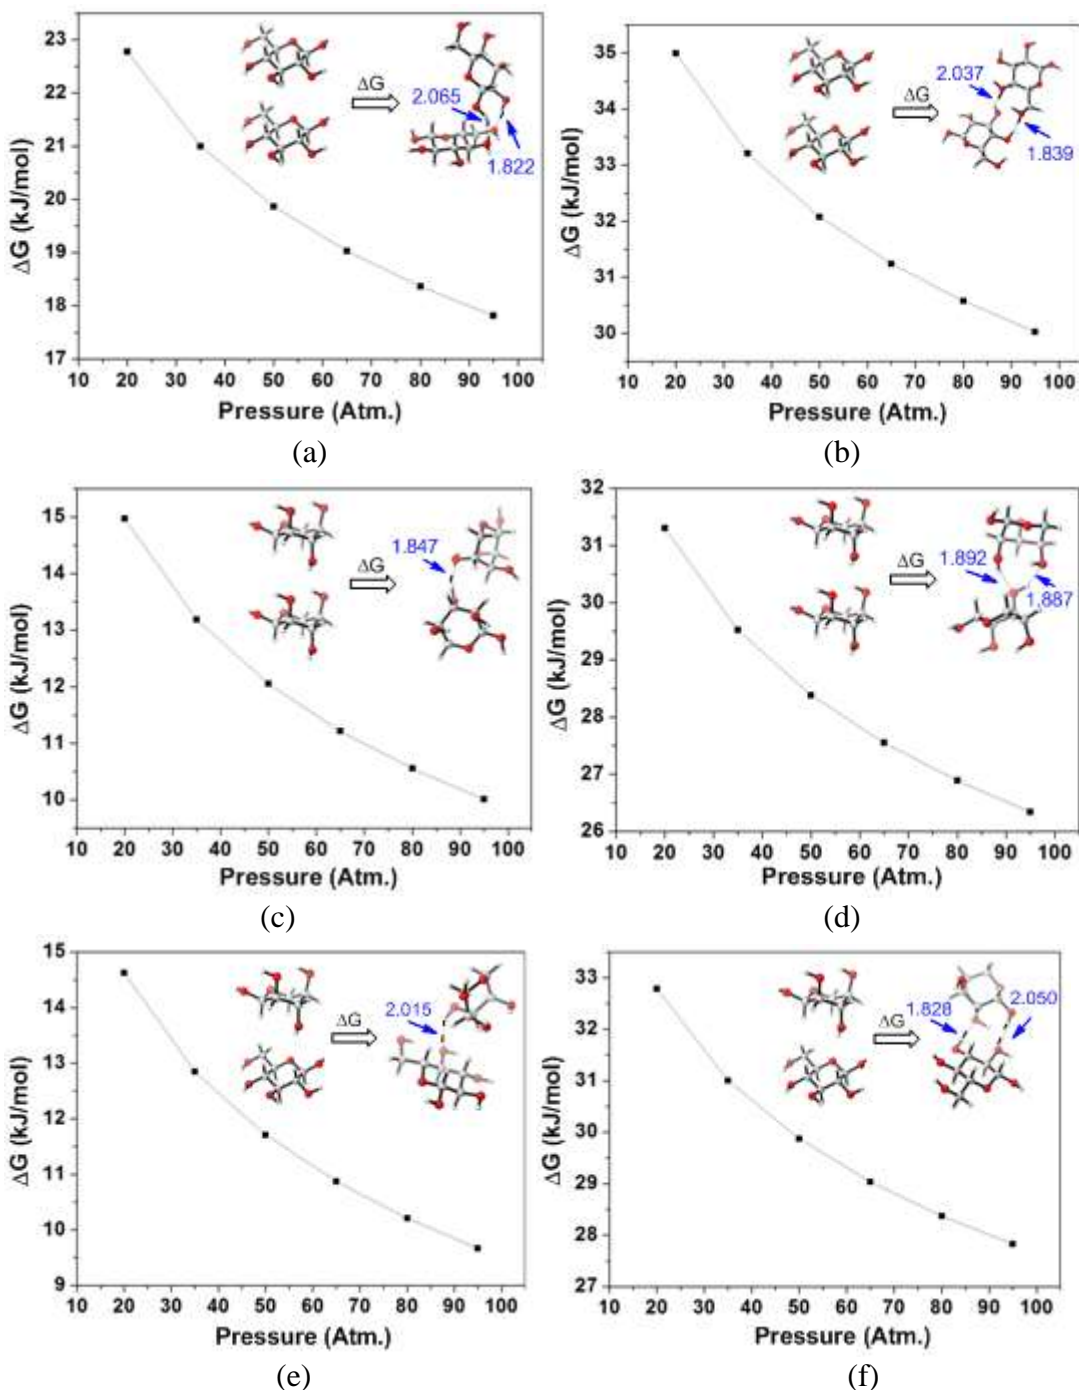 23
22
21
20
19
18
17
ΔG (kJ/mol)
10 20 30 40 50 60 70 80 90 100
Pressure (Atm.)
ΔG
2.065
1.822
(a)
35
34
33
32
31
30
ΔG (kJ/mol)
10 20 30 40 50 60 70 80 90 100
Pressure (Atm.)
ΔG
2.037
1.839
(b)
15
14
13
12
11
10
ΔG (kJ/mol)
10 20 30 40 50 60 70 80 90 100
Pressure (Atm.)
ΔG
1.847
(c)
32
31
30
29
28
27
26
ΔG (kJ/mol)
10 20 30 40 50 60 70 80 90 100
Pressure (Atm.)
ΔG
1.892
1.887
(d)
15
14
13
12
11
10
9
ΔG (kJ/mol)
10 20 30 40 50 60 70 80 90 100
Pressure (Atm.)
ΔG
2.015
(e)
33
32
31
30
29
28
27
ΔG (kJ/mol)
10 20 30 40 50 60 70 80 90 100
Pressure (Atm.)
ΔG
1.828
2.050
(f)